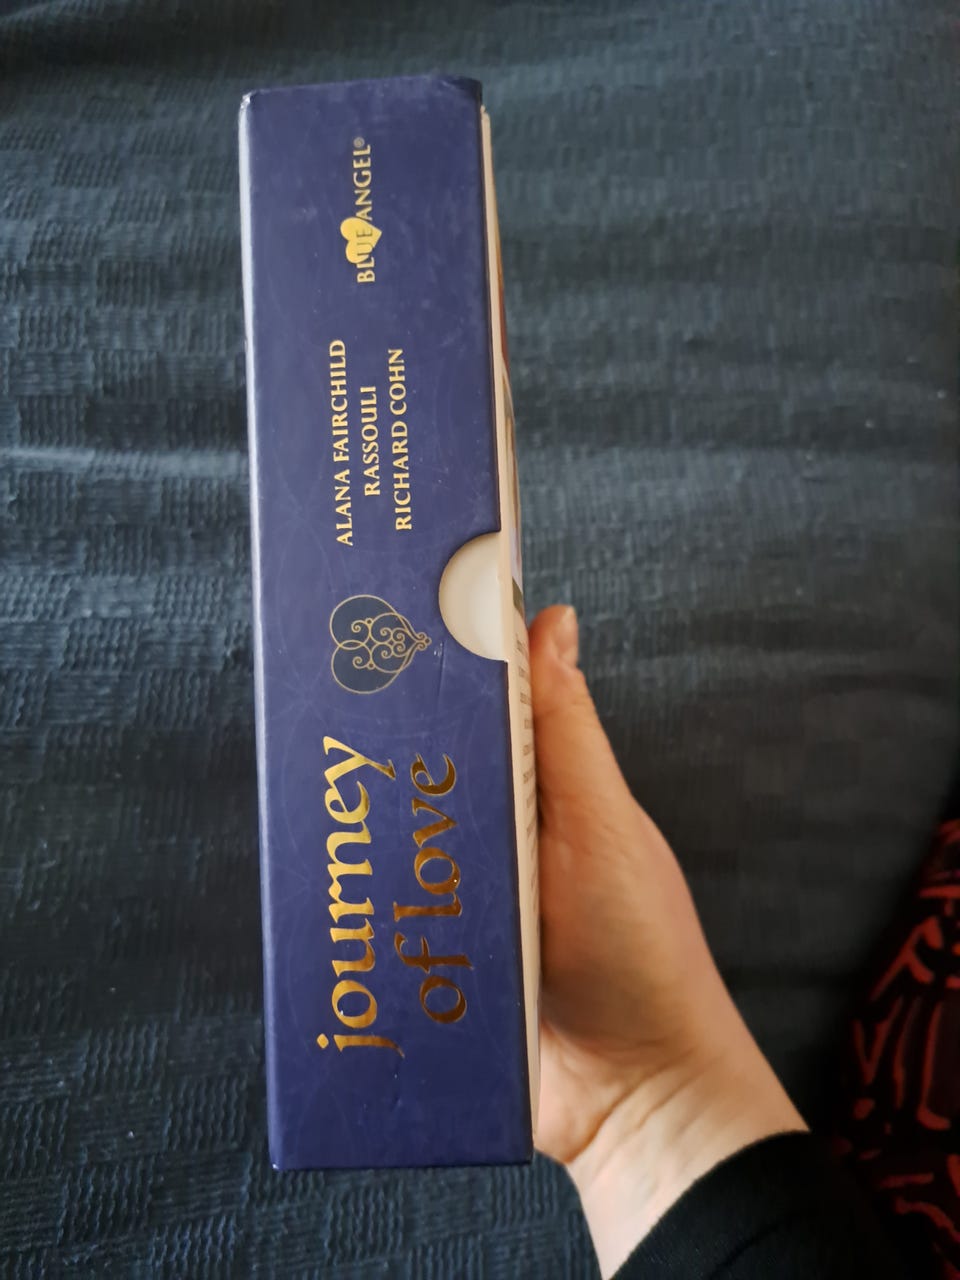 journey
of love
ALANA FAIRCHILD
RASSOULI
RICHARD COHN
BLUE ANGEL®